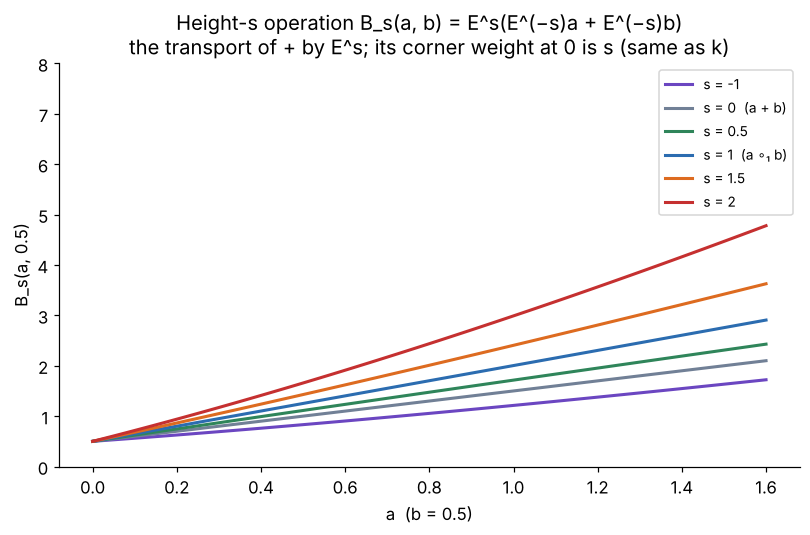 Height-s operation B_s(a, b) = E^s(E^(−s)a + E^(−s)b)
the transport of + by E^s; its corner weight at 0 is s (same as k)
8
7
6
5
4
3
2
1
0
B_s(a, 0.5)
s = -1
s = 0  (a + b)
s = 0.5
s = 1  (a ∘₁ b)
s = 1.5
s = 2
0.0 0.2 0.4 0.6 0.8 1.0 1.2 1.4 1.6
a  (b = 0.5)